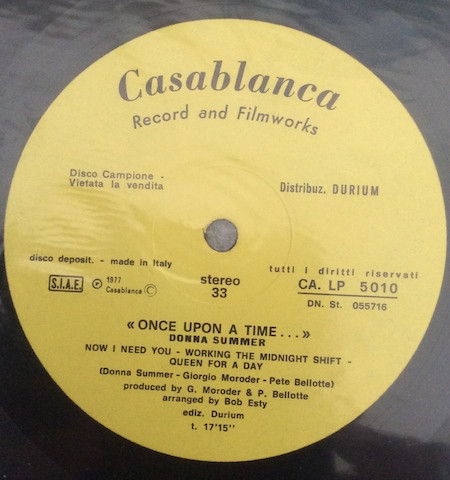 Casablanca
Record and Filmworks
Disco Campione -
Vietata la vendita
Distribuz. DURIUM
disco deposit. - made in Italy
S.I.A.E. Ⓟ 1977
Casablanca ©
stereo
33
tutti i diritti riservati
CA. LP 5010
DN. St. 055716
« ONCE UPON A TIME... »
DONNA SUMMER
NOW I NEED YOU - WORKING THE MIDNIGHT SHIFT -
QUEEN FOR A DAY
(Donna Summer - Giorgio Moroder - Pete Bellotte)
produced by G. Moroder & P. Bellotte
arranged by Bob Esty
ediz. Durium
t. 17'15''